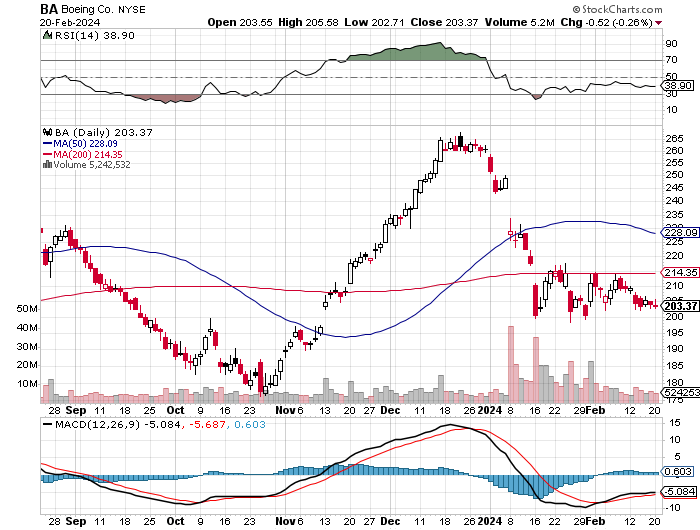 BA Boeing Co. NYSE © StockCharts.com
20-Feb-2024 Open 203.55 High 205.58 Low 202.71 Close 203.37 Volume 5.2M Chg -0.52 (-0.26%)
RSI(14) 38.90
90
70
50
38.90
30
10
BA (Daily) 203.37
MA(50) 228.09
MA(200) 214.35
Volume 5,242,532
265
260
255
250
245
240
235
230
228.09
225
220
215
214.35
210
205
203.37
200
195
190
185
180
175
5242532
50M
40M
30M
20M
10M
28 Sep 11 18 25 Oct 9 16 23 Nov 6 13 20 27 Dec 11 18 26 2024 8 16 22 29 Feb 12 20
MACD(12,26,9) -5.084, -5.687, 0.603
15
10
5
0.603
-5.084
-10
28 Sep 11 18 25 Oct 9 16 23 Nov 6 13 20 27 Dec 11 18 26 2024 8 16 22 29 Feb 12 20